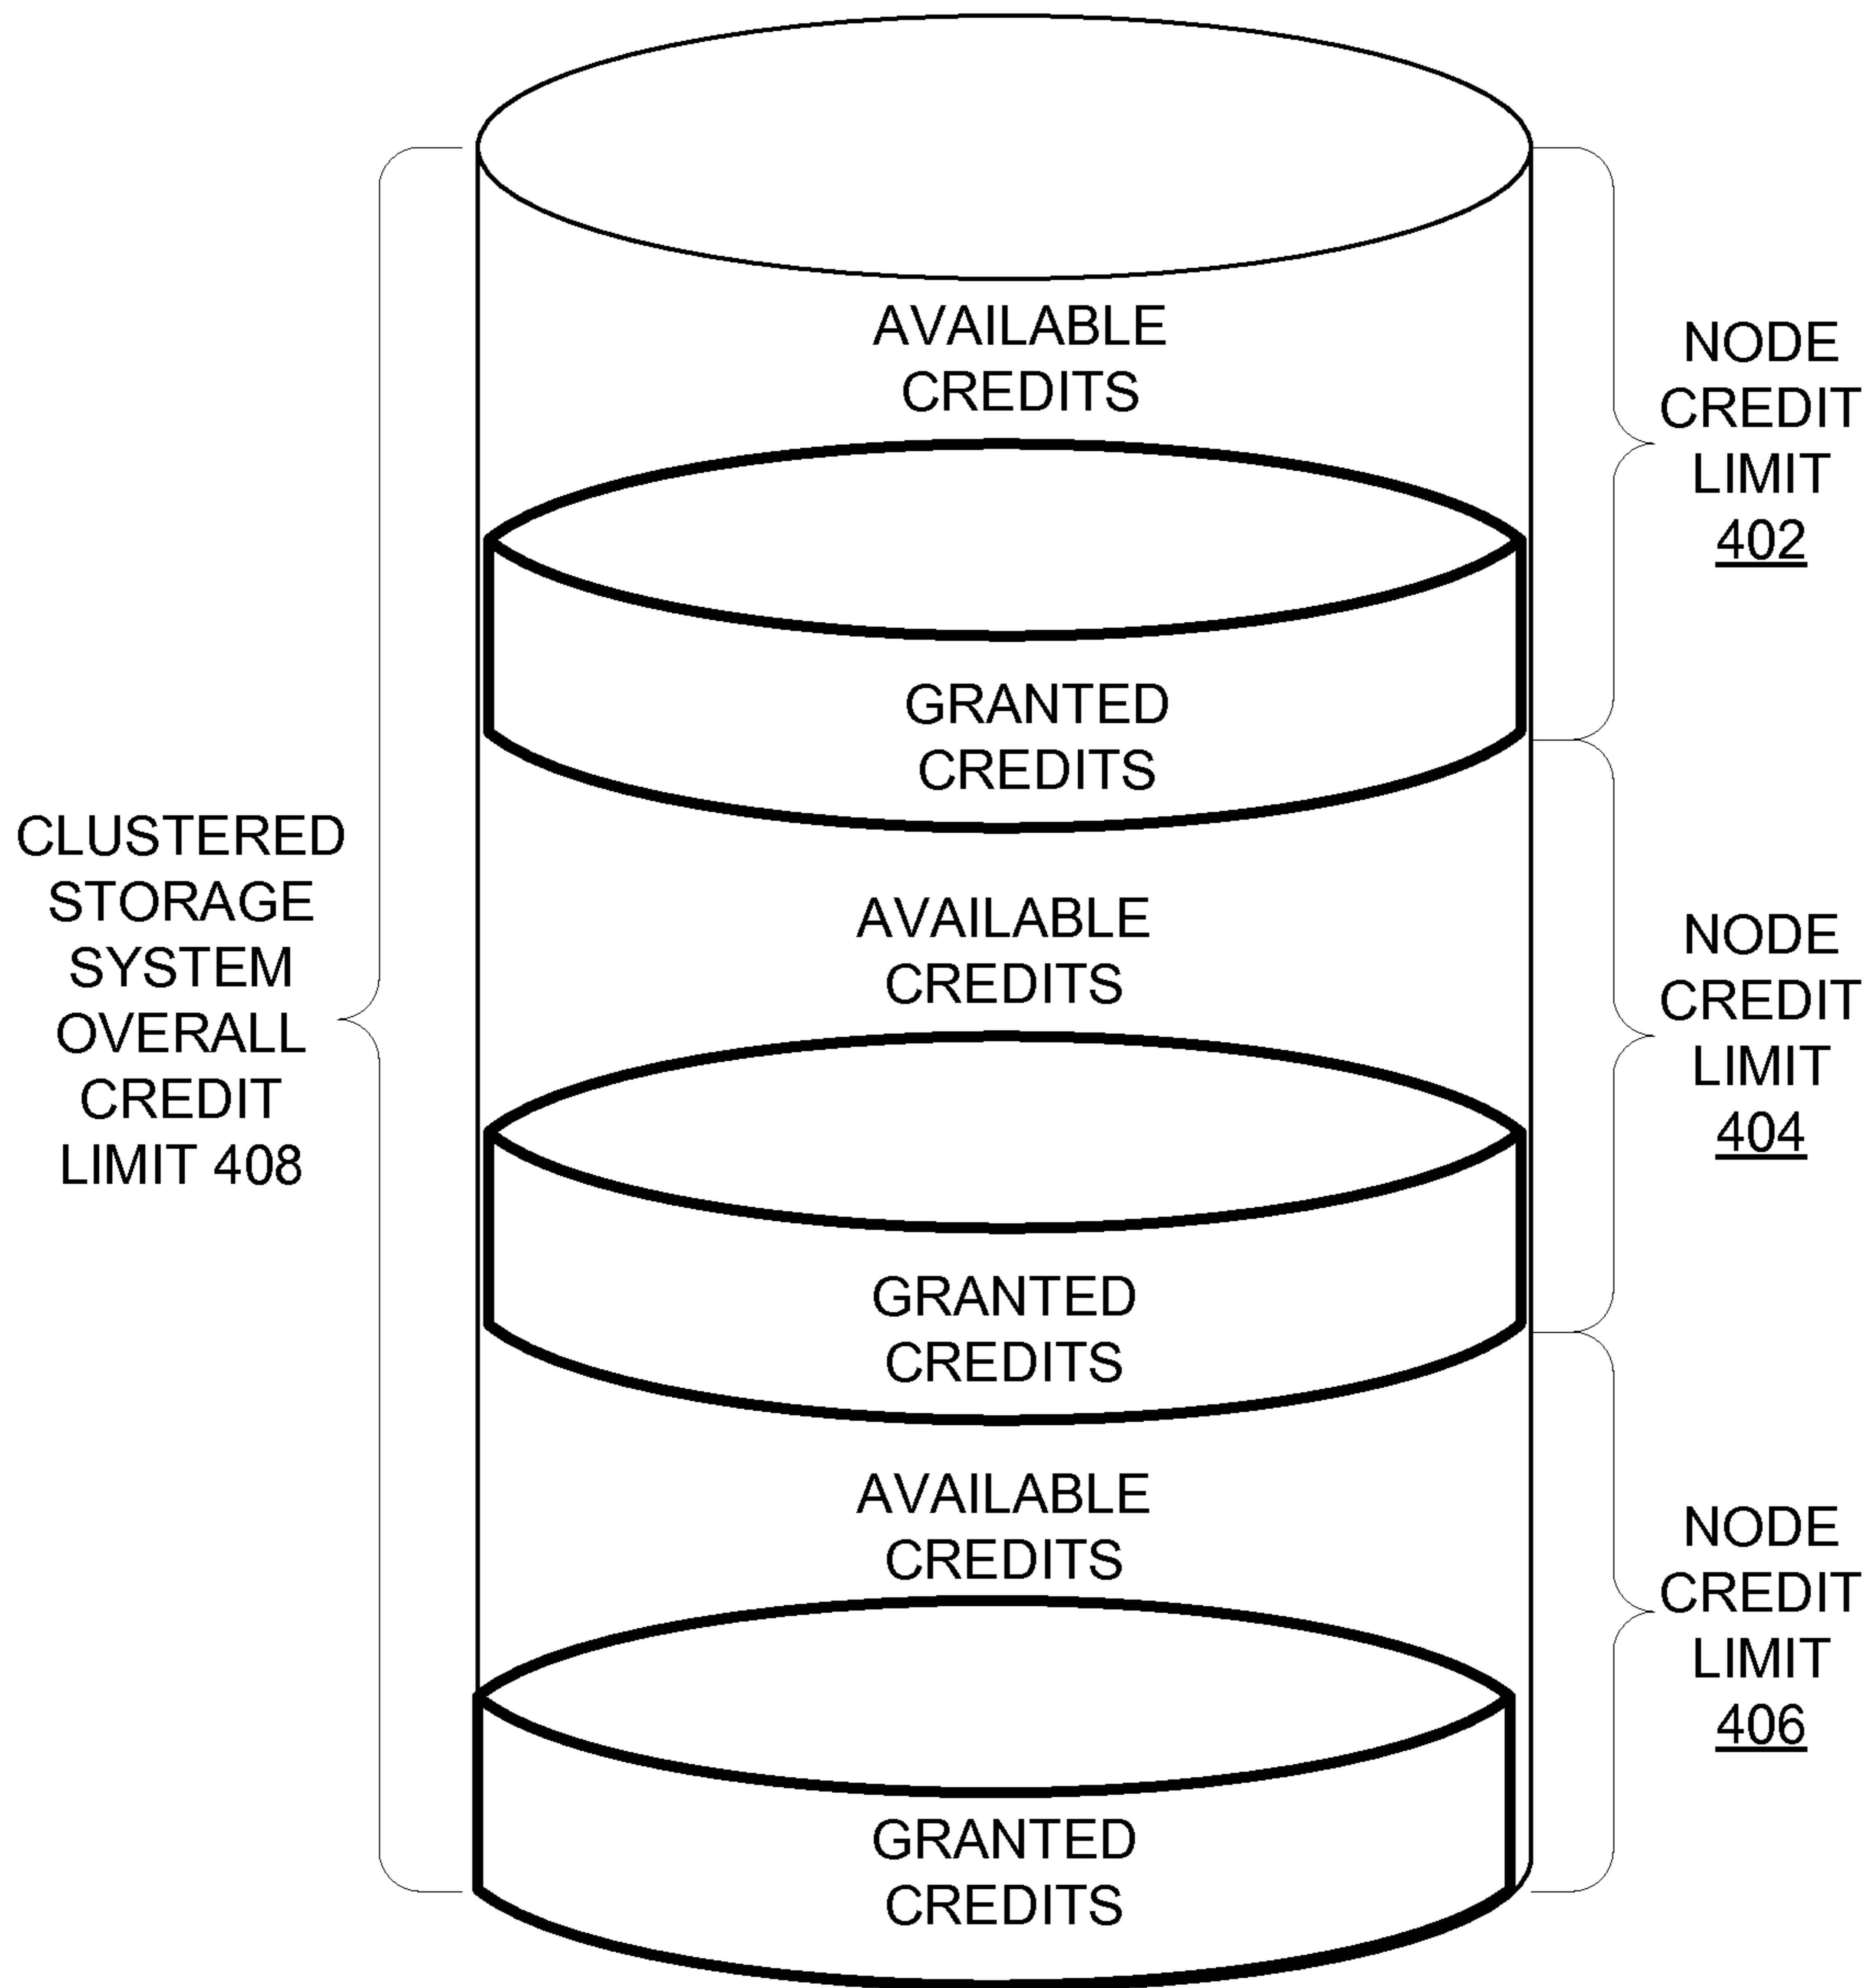 AVAILABLE
CREDITS
NODE
CREDIT
LIMIT
402
GRANTED
CREDITS
CLUSTERED
STORAGE
SYSTEM
OVERALL
CREDIT
LIMIT 408
AVAILABLE
CREDITS
NODE
CREDIT
LIMIT
404
GRANTED
CREDITS
AVAILABLE
CREDITS
NODE
CREDIT
LIMIT
406
GRANTED
CREDITS